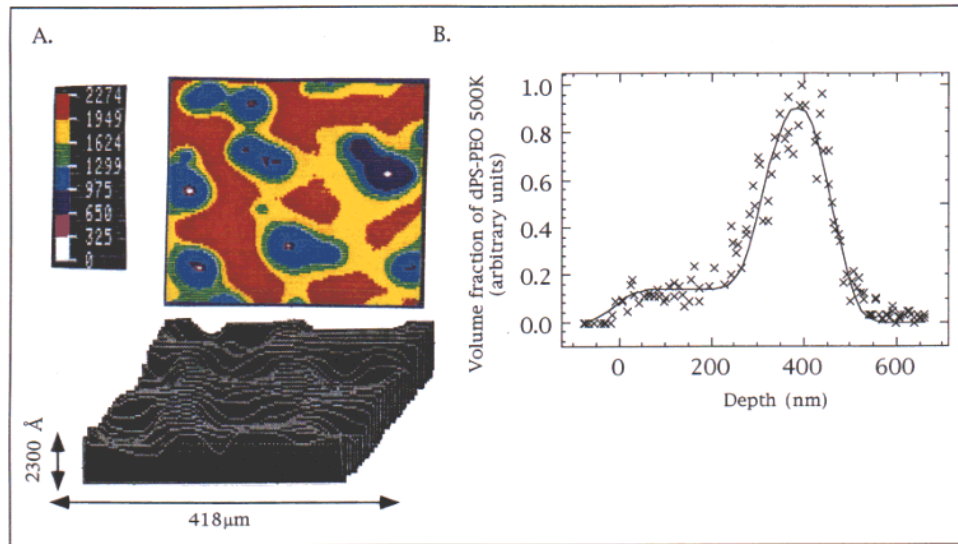 A.
2274
1949
1624
1299
975
650
325
0
2300 Å
418μm
B.
Volume fraction of dPS-PEO 500K
(arbitrary units)
1.0
0.8
0.6
0.4
0.2
0.0
0
200
400
600
Depth (nm)